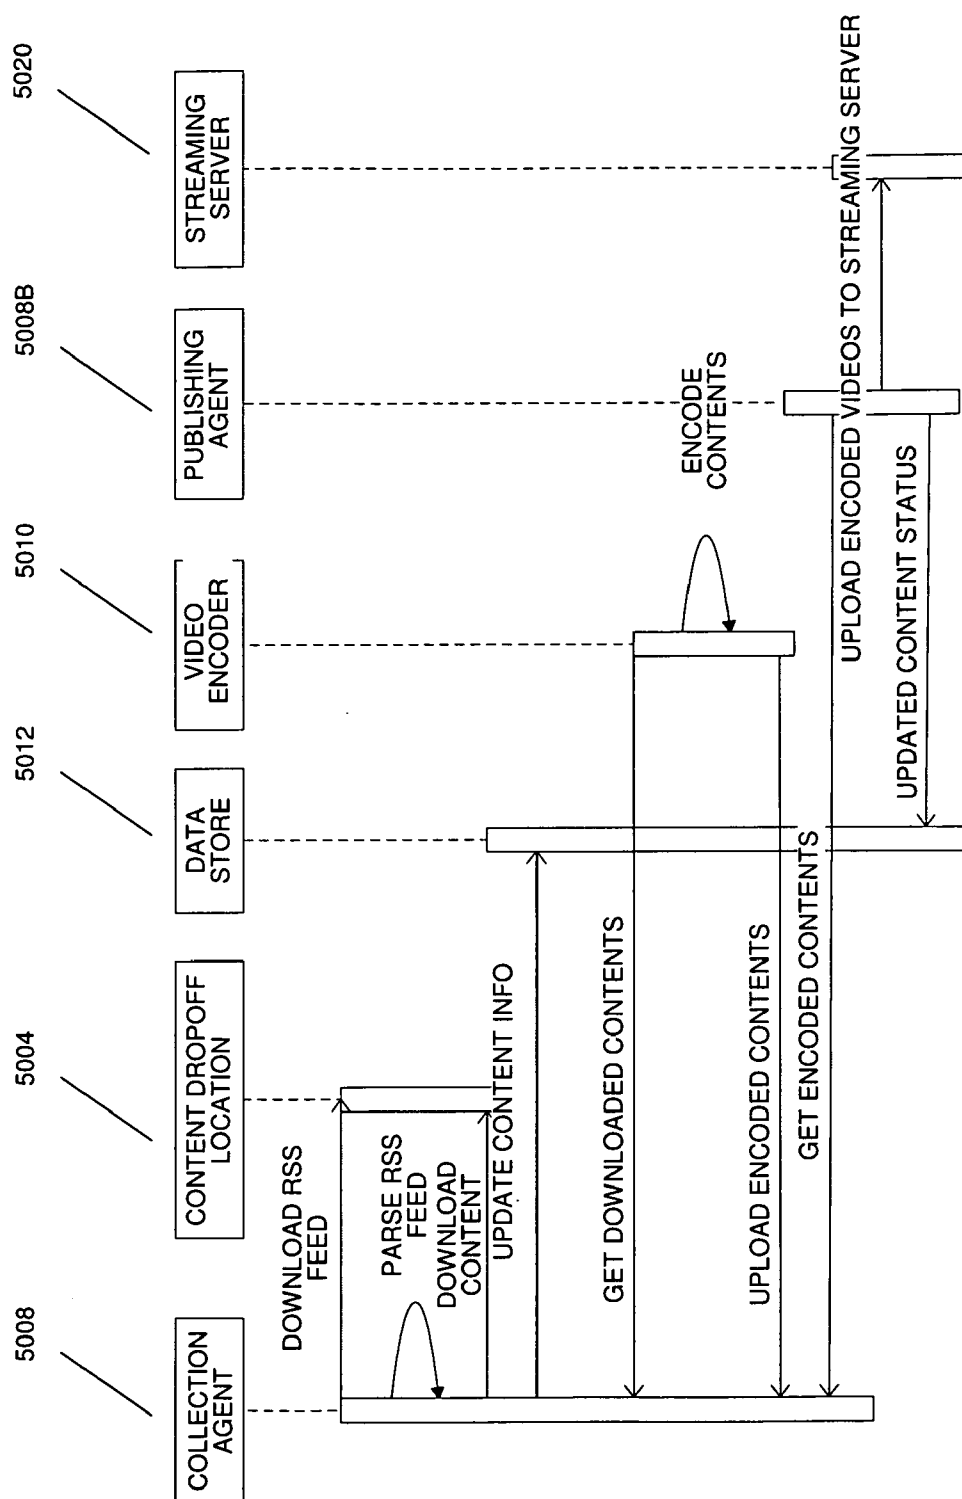 5008
5004
5012
5010
5008B
5020
COLLECTION
AGENT
CONTENT DROPOFF
LOCATION
DATA
STORE
VIDEO
ENCODER
PUBLISHING
AGENT
STREAMING
SERVER
DOWNLOAD RSS
FEED
PARSE RSS
FEED
DOWNLOAD
CONTENT
UPDATE CONTENT INFO
GET DOWNLOADED CONTENTS
ENCODE
CONTENTS
UPLOAD ENCODED CONTENTS
GET ENCODED CONTENTS
UPLOAD ENCODED VIDEOS TO STREAMING SERVER
UPDATED CONTENT STATUS